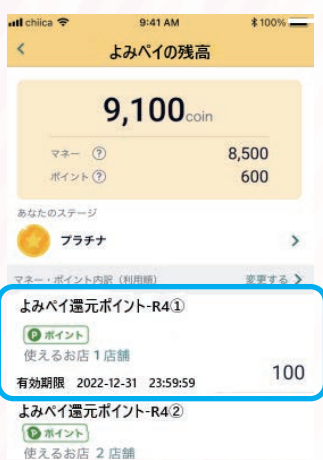 chiica 9:41 AM 100%
よみペイの残高
9,100coin
マネー ? 8,500
ポイント ? 600
あなたのステージ
プラチナ
マネー・ポイント内訳（利用順） 変更する
よみペイ還元ポイント-R4①
P ポイント
使えるお店 1 店舗
有効期限 2022-12-31 23:59:59 100
よみペイ還元ポイント-R4②
P ポイント
使えるお店 2 店舗